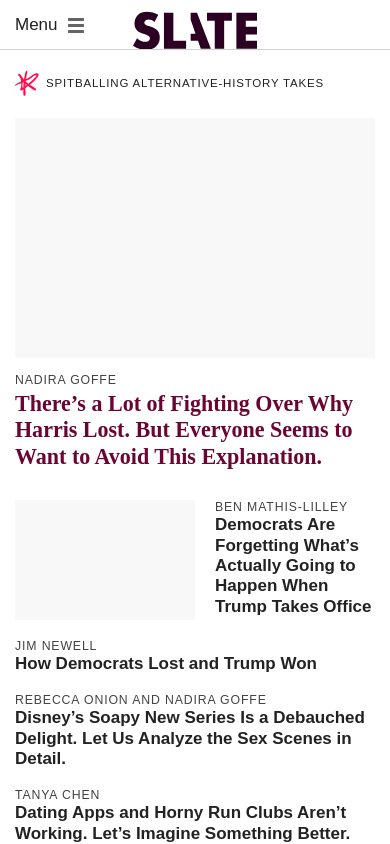 Menu
SLATE
SPITBALLING ALTERNATIVE-HISTORY TAKES
NADIRA GOFFE
There’s a Lot of Fighting Over Why
Harris Lost. But Everyone Seems to
Want to Avoid This Explanation.
BEN MATHIS-LILLEY
Democrats Are
Forgetting What’s
Actually Going to
Happen When
Trump Takes Office
JIM NEWELL
How Democrats Lost and Trump Won
REBECCA ONION AND NADIRA GOFFE
Disney’s Soapy New Series Is a Debauched
Delight. Let Us Analyze the Sex Scenes in
Detail.
TANYA CHEN
Dating Apps and Horny Run Clubs Aren’t
Working. Let’s Imagine Something Better.